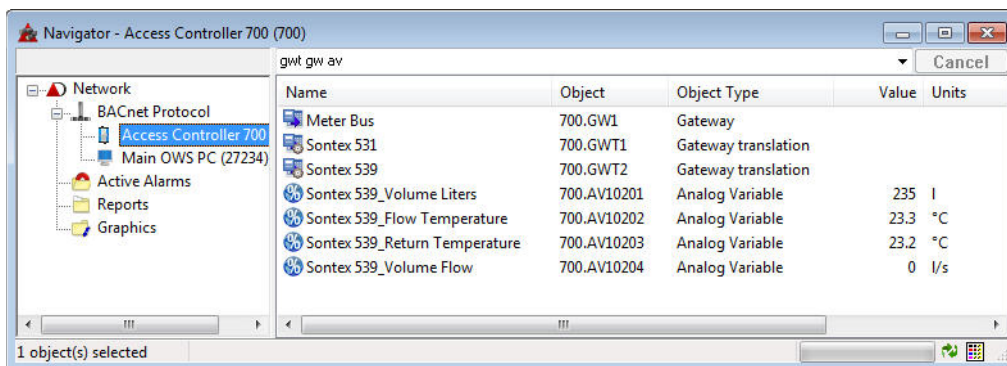 Navigator - Access Controller 700 (700)
gwt gw av
Cancel
Network
BACnet Protocol
Access Controller 700
Main OWS PC (27234)
Active Alarms
Reports
Graphics
Name Object Object Type Value Units
Meter Bus 700.GW1 Gateway
Sontex 531 700.GWT1 Gateway translation
Sontex 539 700.GWT2 Gateway translation
Sontex 539_Volume Liters 700.AV10201 Analog Variable 235 l
Sontex 539_Flow Temperature 700.AV10202 Analog Variable 23.3 °C
Sontex 539_Return Temperature 700.AV10203 Analog Variable 23.2 °C
Sontex 539_Volume Flow 700.AV10204 Analog Variable 0 l/s
1 object(s) selected